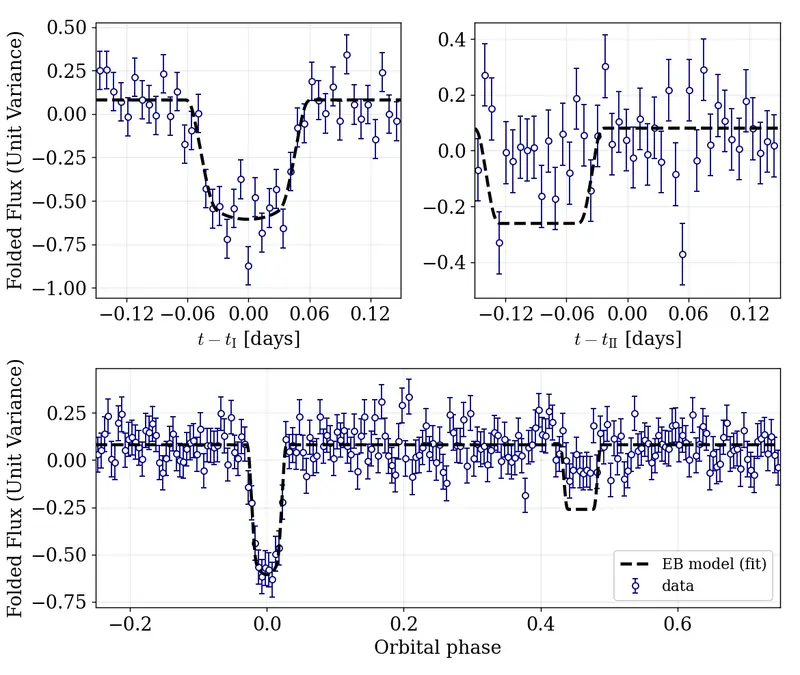 Folded Flux (Unit Variance)
0.50
0.25
0.00
−0.25
−0.50
−0.75
−1.00
−0.12 −0.06 0.00 0.06 0.12
t − tI [days]
0.4
0.2
0.0
−0.2
−0.4
−0.12 −0.06 0.00 0.06 0.12
t − tII [days]
Folded Flux (Unit Variance)
0.25
0.00
−0.25
−0.50
−0.75
−0.2 0.0 0.2 0.4 0.6
Orbital phase
EB model (fit)
data